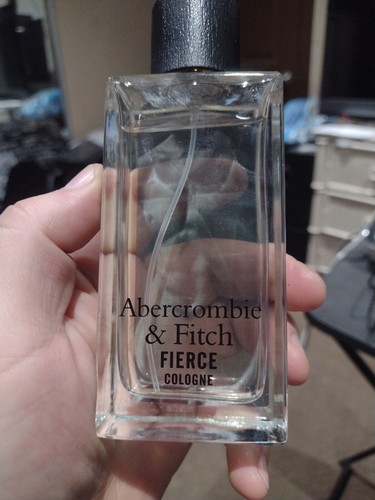 Abercrombie
& Fitch
FIERCE
COLOGNE